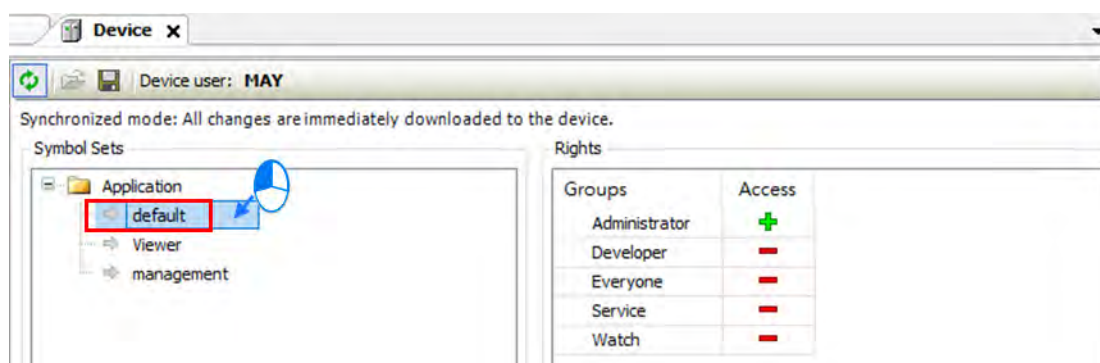 Device
Device user: MAY
Synchronized mode: All changes are immediately downloaded to the device.
Symbol Sets
Application
default
Viewer
management
Rights
Groups Access
Administrator
Developer
Everyone
Service
Watch